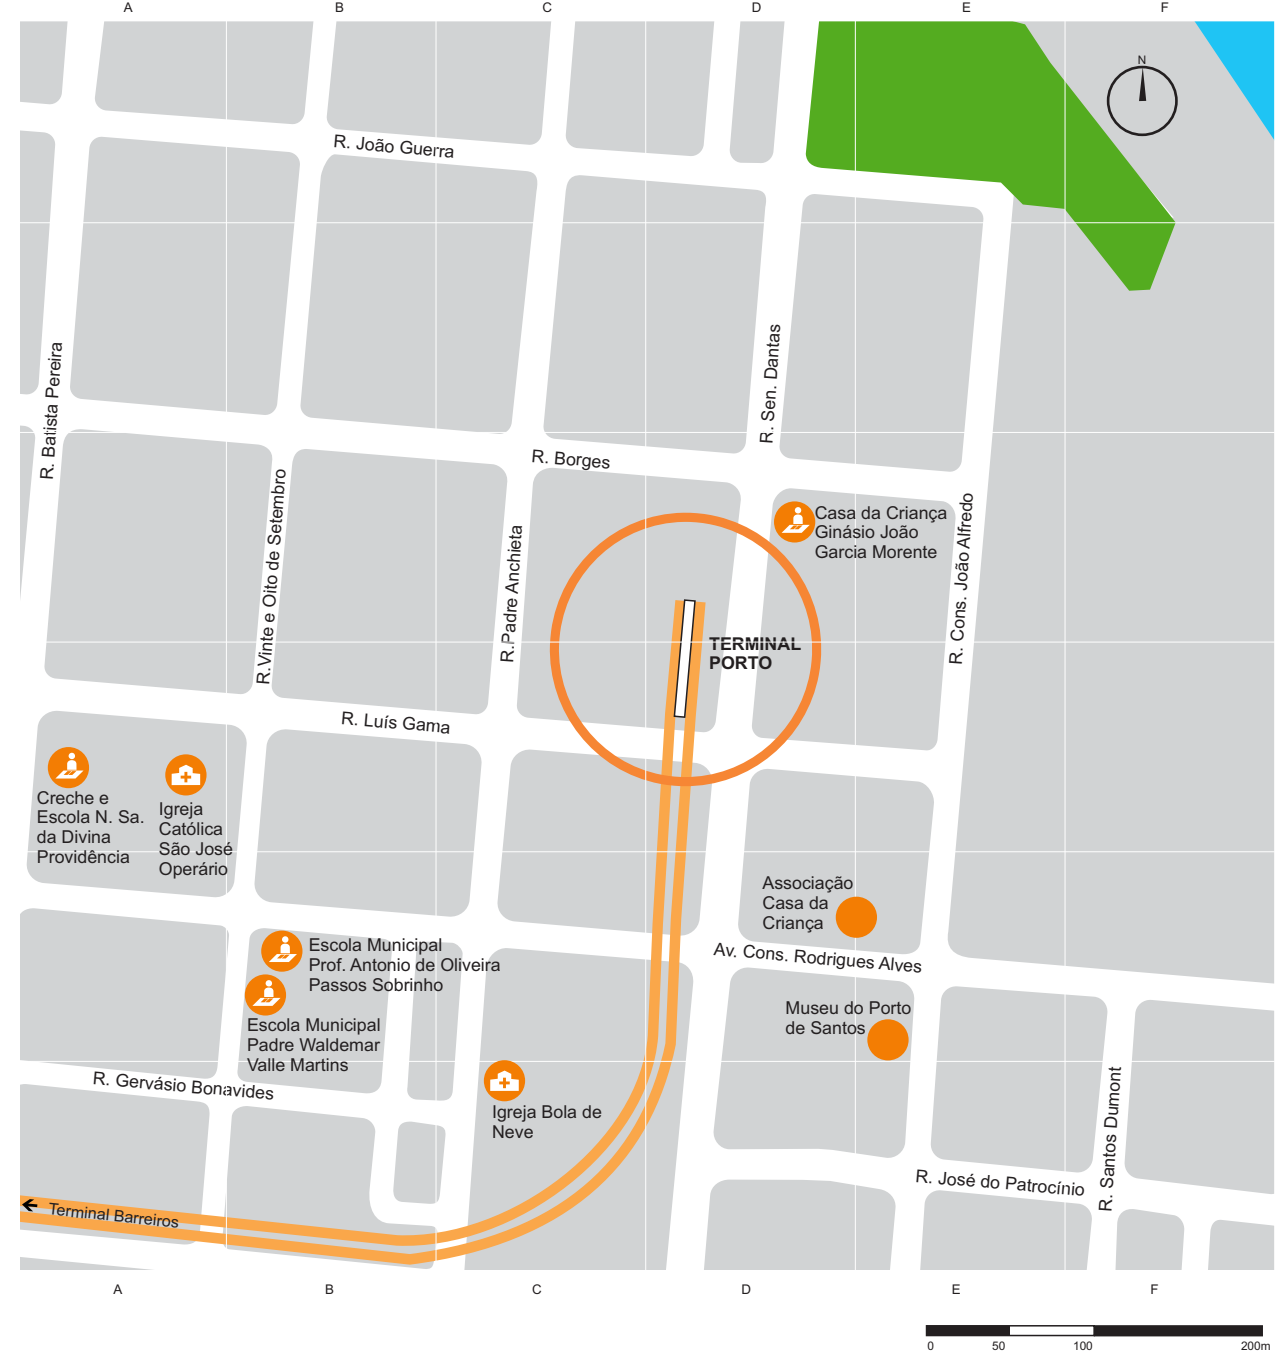 A
B
C
D
E
F
N
R. João Guerra
R. Batista Pereira
R. Sen. Dantas
R. Borges
R.Vinte e Oito de Setembro
R.Padre Anchieta
R. Cons. João Alfredo
Casa da Criança
Ginásio João
Garcia Morente
TERMINAL
PORTO
R. Luís Gama
Creche e
Escola N. Sa.
da Divina
Providência
Igreja
Católica
São José
Operário
Associação
Casa da
Criança
Escola Municipal
Prof. Antonio de Oliveira
Passos Sobrinho
Av. Cons. Rodrigues Alves
Escola Municipal
Padre Waldemar
Valle Martins
Museu do Porto
de Santos
R. Gervásio Bonavides
Igreja Bola de
Neve
R. Santos Dumont
R. José do Patrocínio
Terminal Barreiros
A
B
C
D
E
F
0
50
100
200m